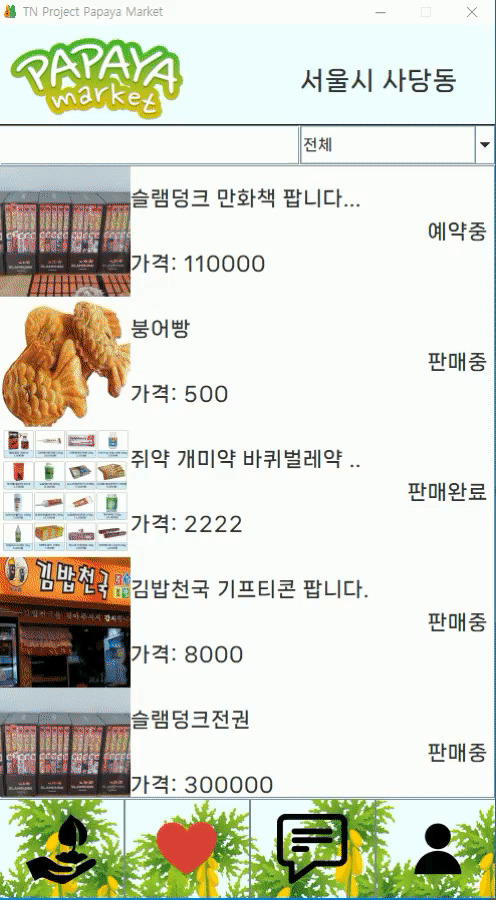 TN Project Papaya Market
PAPAYA
market
서울시 사당동
전체
슬램덩크 만화책 팝니다...
예약중
가격: 110000
붕어빵
판매중
가격: 500
쥐약 개미약 바퀴벌레약 ..
판매완료
가격: 2222
김밥천국
김밥천국 기프티콘 팝니다.
판매중
가격: 8000
슬램덩크전권
판매중
가격: 300000